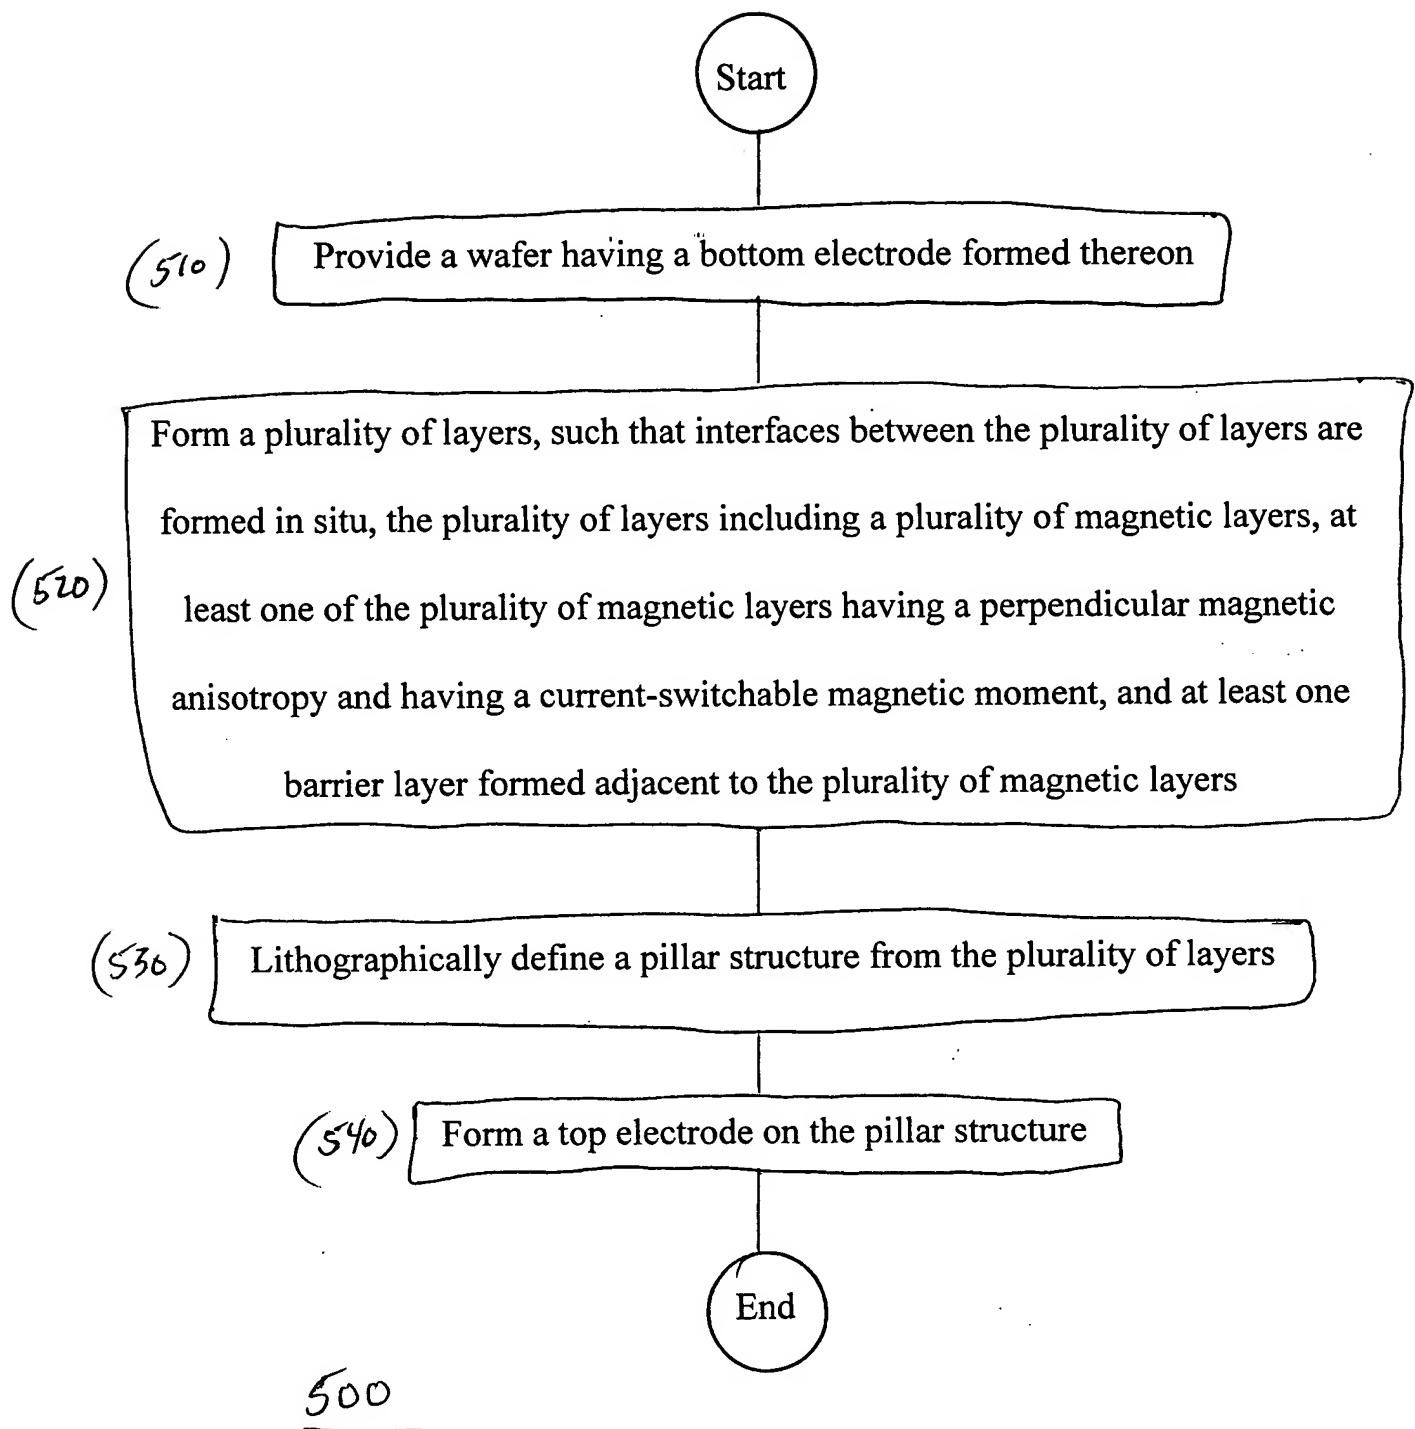 Start
(510)
Provide a wafer having a bottom electrode formed thereon
Form a plurality of layers, such that interfaces between the plurality of layers are
formed in situ, the plurality of layers including a plurality of magnetic layers, at
(520)
least one of the plurality of magnetic layers having a perpendicular magnetic
anisotropy and having a current-switchable magnetic moment, and at least one
barrier layer formed adjacent to the plurality of magnetic layers
(530)
Lithographically define a pillar structure from the plurality of layers
(540)
Form a top electrode on the pillar structure
End
500